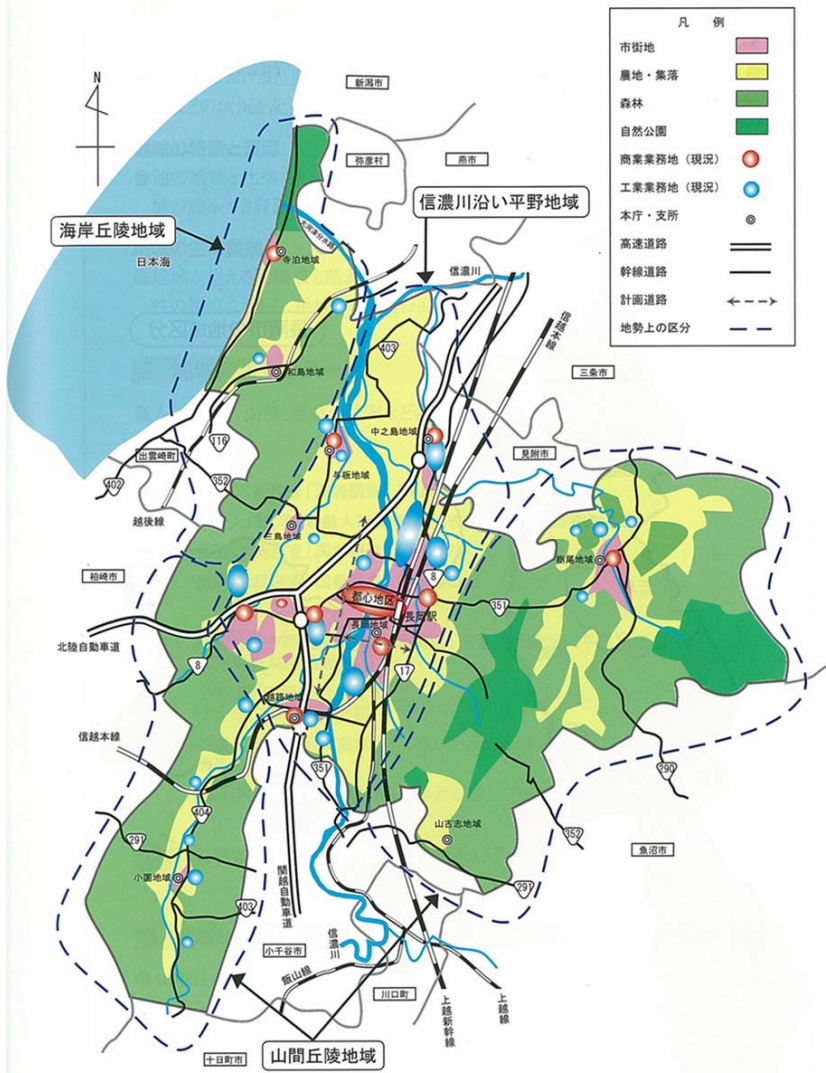 凡 例
市街地
農地・集落
森林
自然公園
商業業務地（現況）
工業業務地（現況）
本庁・支所
高速道路
幹線道路
計画道路
地勢上の区分
N
新潟市
弥彦村
燕市
信濃川沿い平野地域
海岸丘陵地域
日本海
大河津分水路
寺泊地域
信濃川
信越本線
403
三条市
和島地域
中之島地域
116
出雲崎町
見附市
352
402
与板地域
越後線
三島地域
栃尾地域
柏崎市
8
都心地区
351
長岡駅
長岡地域
北陸自動車道
8
17
越路地域
信越本線
351
290
404
山古志地域
352
291
魚沼市
小国地域
291
403
関越自動車道
信濃川
小千谷市
飯山線
川口町
上越新幹線
上越線
山間丘陵地域
十日町市